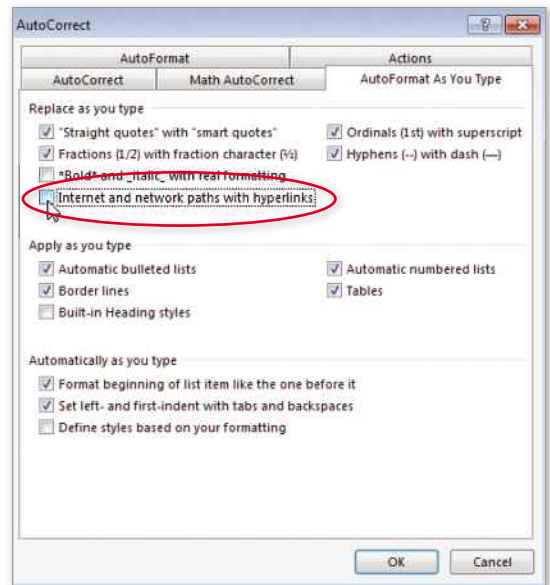 AutoCorrect
AutoFormat Actions
AutoCorrect Math AutoCorrect AutoFormat As You Type
Replace as you type
"Straight quotes" with "smart quotes" Ordinals (1st) with superscript
Fractions (1/2) with fraction character (½) Hyphens (--) with dash (—)
*Bold* and _italic_ with real formatting
Internet and network paths with hyperlinks
Apply as you type
Automatic bulleted lists Automatic numbered lists
Border lines Tables
Built-in Heading styles
Automatically as you type
Format beginning of list item like the one before it
Set left- and first-indent with tabs and backspaces
Define styles based on your formatting
OK Cancel